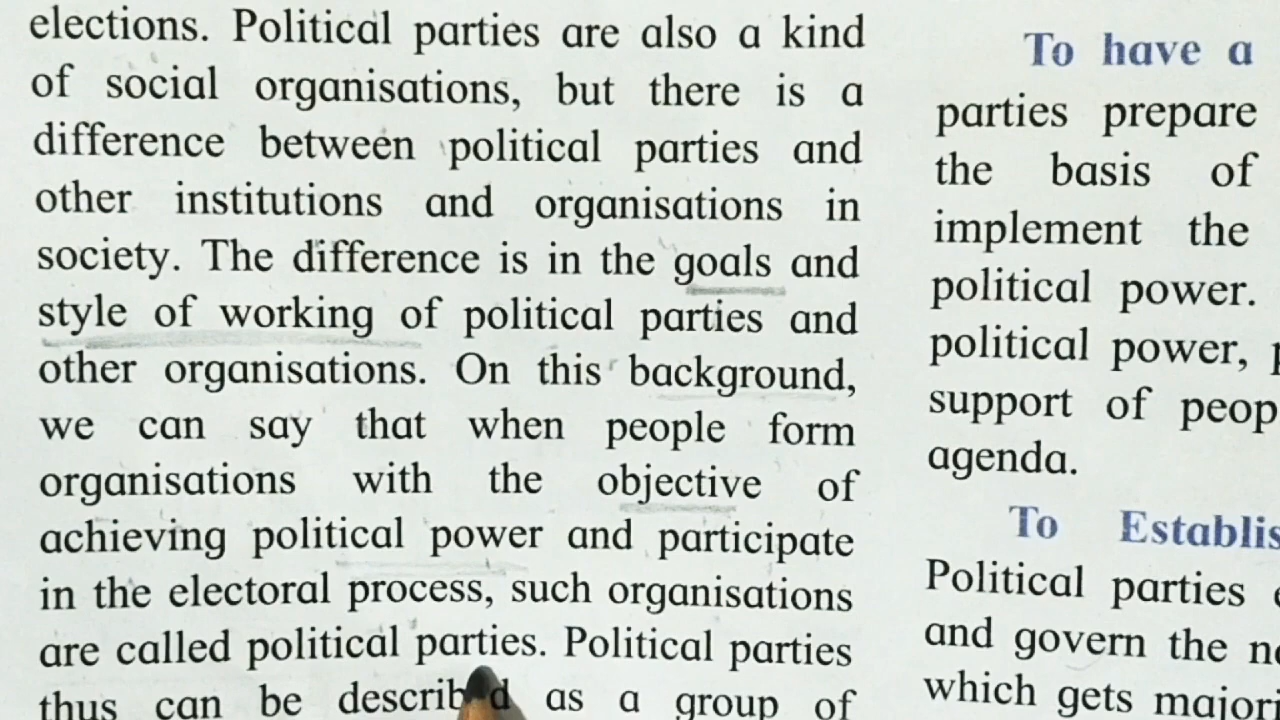 elections. Political parties are also a kind
of social organisations, but there is a
difference between political parties and
other institutions and organisations in
society. The difference is in the goals and
style of working of political parties and
other organisations. On this background,
we can say that when people form
organisations with the objective of
achieving political power and participate
in the electoral process, such organisations
are called political parties. Political parties
thus can be described as a group of
To have a
parties prepare
the basis of
implement the
political power.
political power,
support of
agenda.
To
Political parties
and govern the
which gets